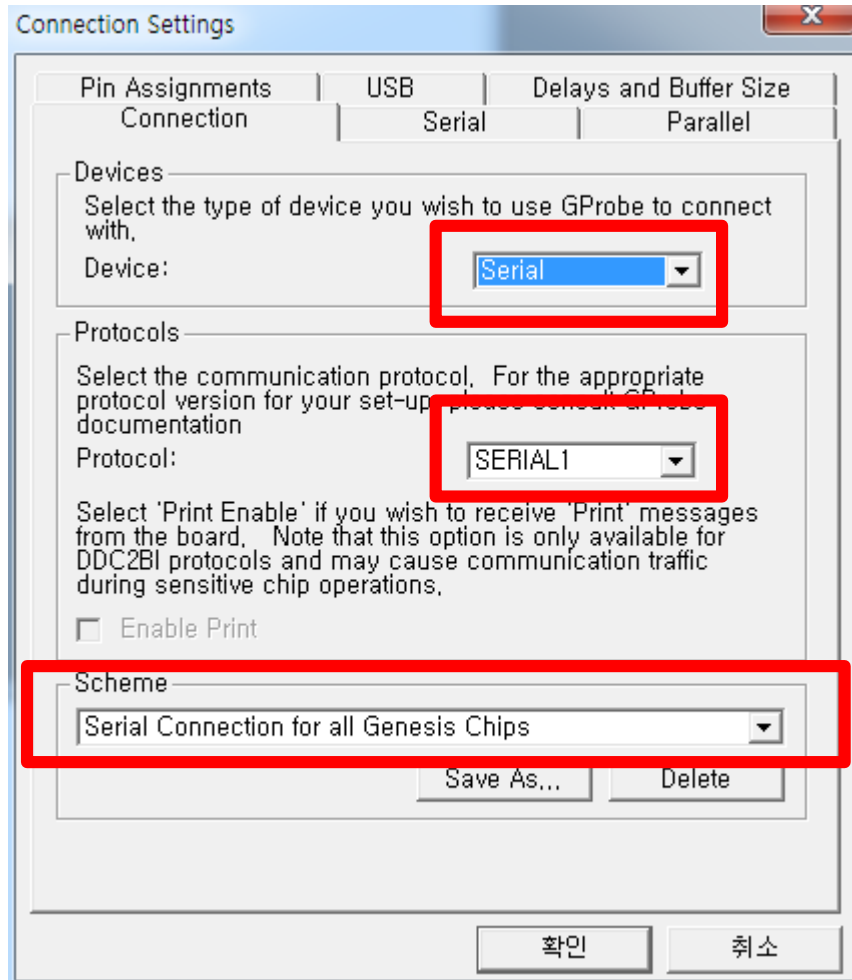 Connection Settings
x
Pin Assignments USB Delays and Buffer Size
Connection Serial Parallel
Devices
Select the type of device you wish to use GProbe to connect
with,
Device: Serial
Protocols
Select the communication protocol, For the appropriate
protocol version for your set-up, please consult GProbe
documentation
Protocol: SERIAL1
Select 'Print Enable' if you wish to receive 'Print' messages
from the board, Note that this option is only available for
DDC2BI protocols and may cause communication traffic
during sensitive chip operations,
Enable Print
Scheme
Serial Connection for all Genesis Chips
Save As,,, Delete
확인 취소